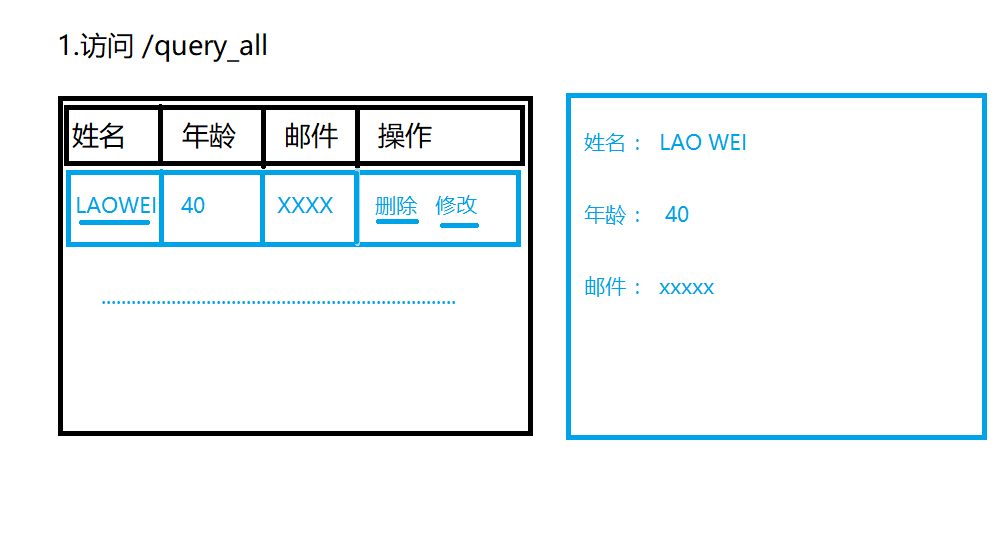 1.访问 /query_all
姓名 年龄 邮件 操作
LAOWEI 40 XXXX 删除 修改
姓名： LAO WEI
年龄： 40
邮件： xxxxx